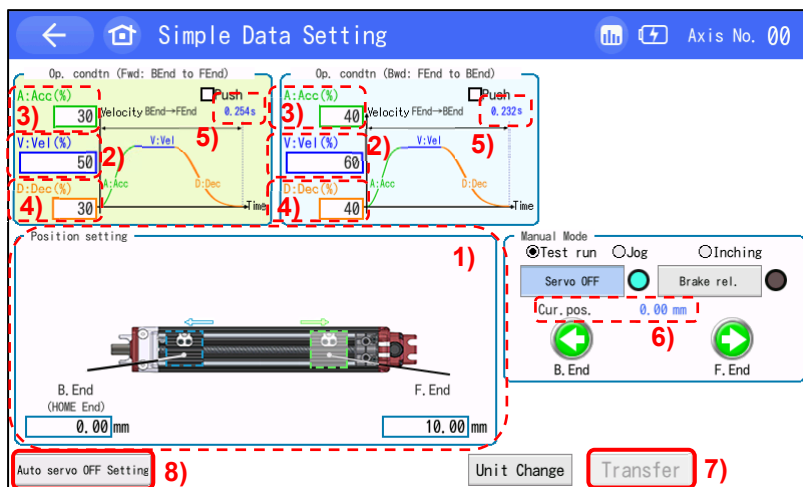 Simple Data Setting
Axis No. 00
Op. condtn (Fwd: BEnd to FEnd)
A:Acc(%)
Push
3)
30
Velocity BEnd→FEnd
0.254s
5)
V:Vel(%)
2)
50
V:Vel
A:Acc
D:Dec
D:Dec(%)
4)
30
Time
Op. condtn (Bwd: FEnd to BEnd)
A:Acc(%)
Push
3)
40
Velocity FEnd→BEnd
0.232s
5)
V:Vel(%)
2)
60
V:Vel
A:Acc
D:Dec
D:Dec(%)
4)
40
Time
Position setting
1)
B.End
(HOME End)
0.00 mm
F.End
10.00 mm
Manual Mode
Test run Jog Inching
Servo OFF
Brake rel.
Cur.pos. 0.00 mm
6)
B.End
F.End
Auto servo OFF Setting
8)
Unit Change
Transfer
7)